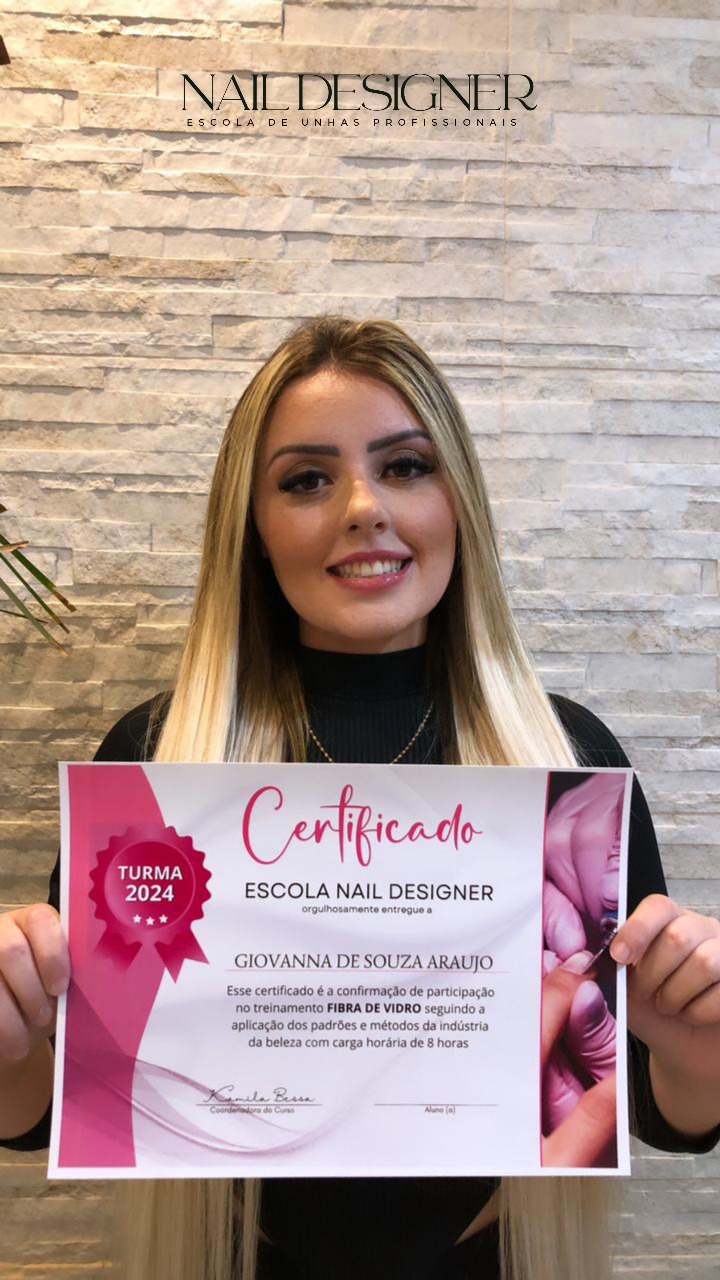 NAIL DESIGNER
ESCOLA DE UNHAS PROFISSIONAIS
Certificado
TURMA
2024
ESCOLA NAIL DESIGNER
orgulhosamente entregue a
GIOVANNA DE SOUZA ARAUJO
Esse certificado é a confirmação de participação
no treinamento FIBRA DE VIDRO seguindo a
aplicação dos padrões e métodos da indústria
da beleza com carga horária de 8 horas
Kamila Bessa
Coordenadora do Curso
Aluno (a)